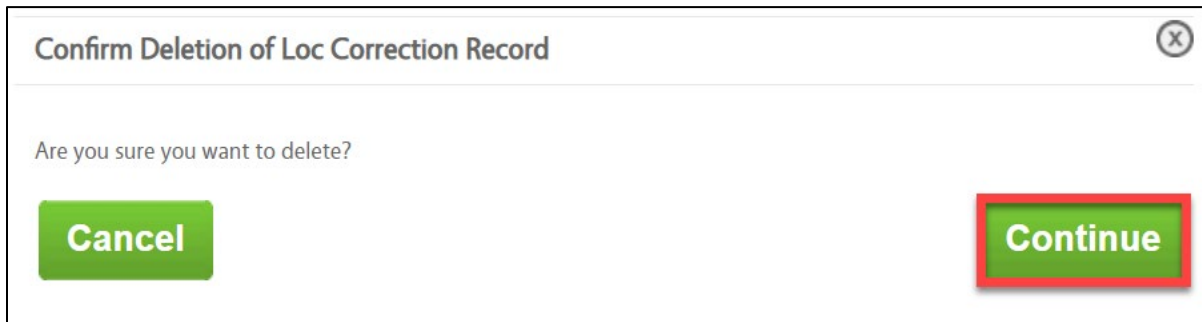 Confirm Deletion of Loc Correction Record
Are you sure you want to delete?
Cancel
Continue